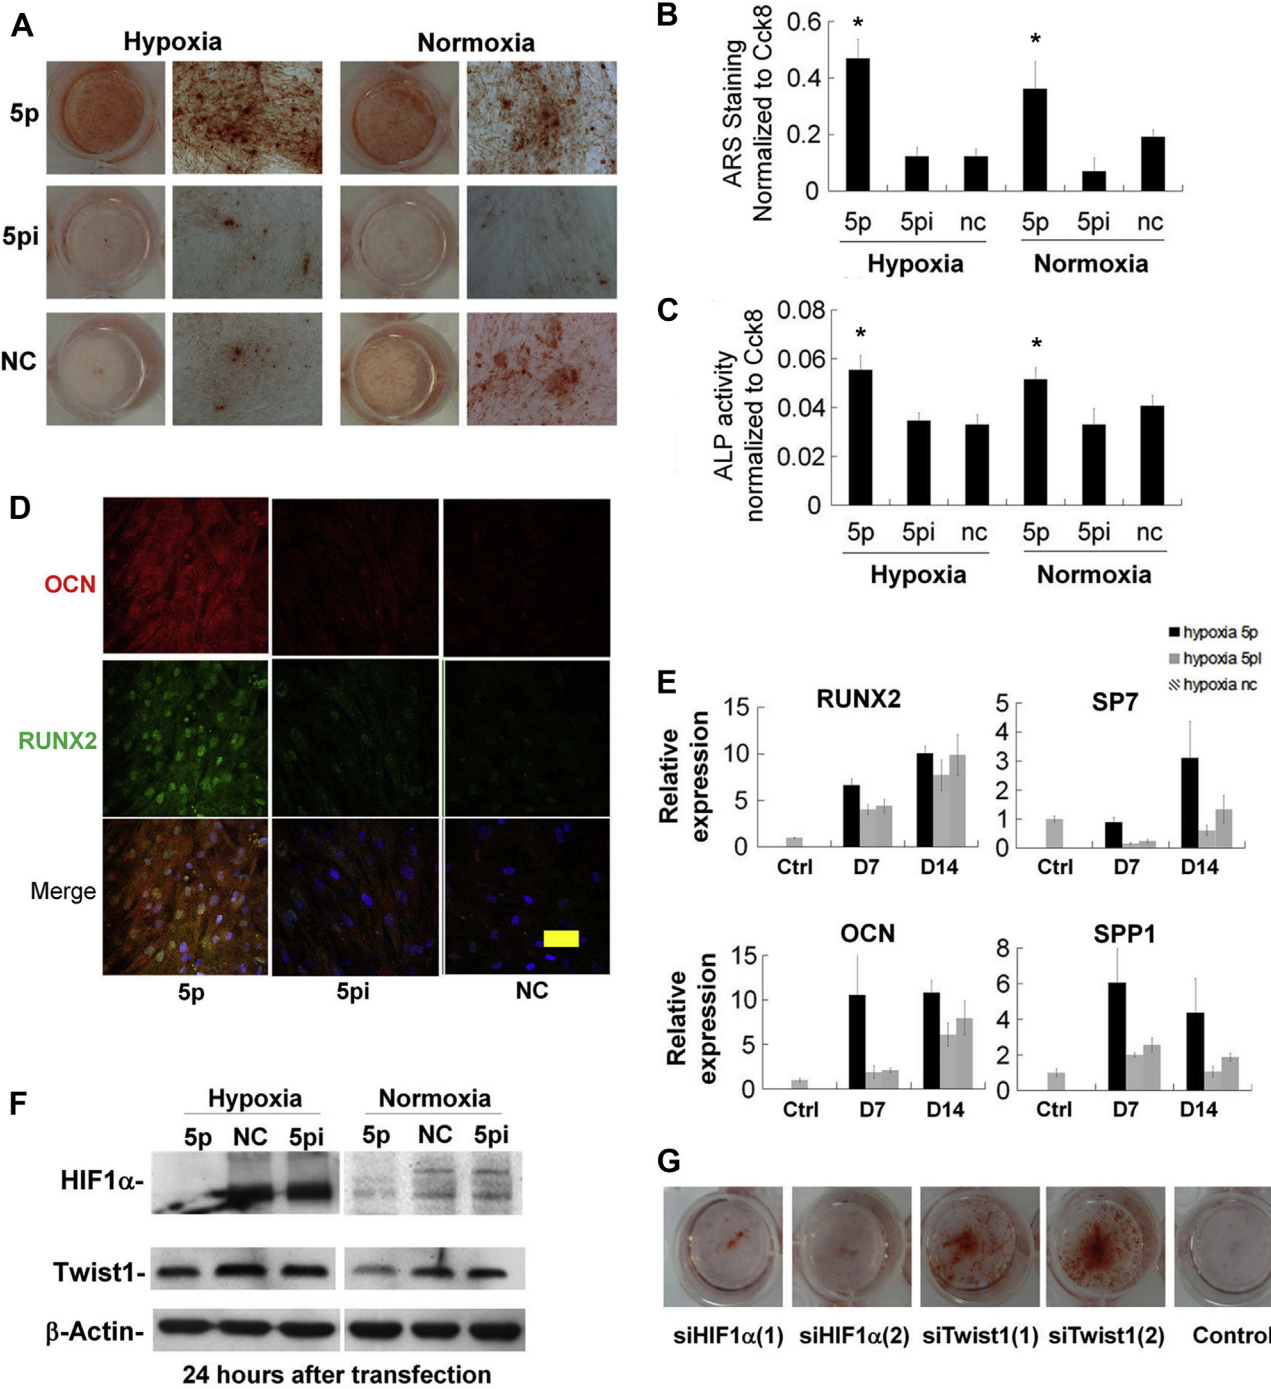 A
Hypoxia Normoxia
5p
5pi
NC
B
ARS Staining
Normalized to Cck8
0.6
0.4
0.2
0
* *
5p 5pi nc 5p 5pi nc
Hypoxia Normoxia
C
ALP activity
normalized to Cck8
0.08
0.06
0.04
0.02
0
* *
5p 5pi nc 5p 5pi nc
Hypoxia Normoxia
D
OCN
RUNX2
Merge
5p 5pi NC
hypoxia 5p
hypoxia 5pl
hypoxia nc
E
RUNX2
Relative
expression
15
10
5
0
Ctrl D7 D14
SP7
5
4
3
2
1
0
Ctrl D7 D14
OCN
Relative
expression
15
10
5
0
Ctrl D7 D14
SPP1
8
6
4
2
0
Ctrl D7 D14
F
Hypoxia Normoxia
5p NC 5pi 5p NC 5pi
HIF1α-
Twist1-
β-Actin-
24 hours after transfection
G
siHIF1α(1) siHIF1α(2) siTwist1(1) siTwist1(2) Control